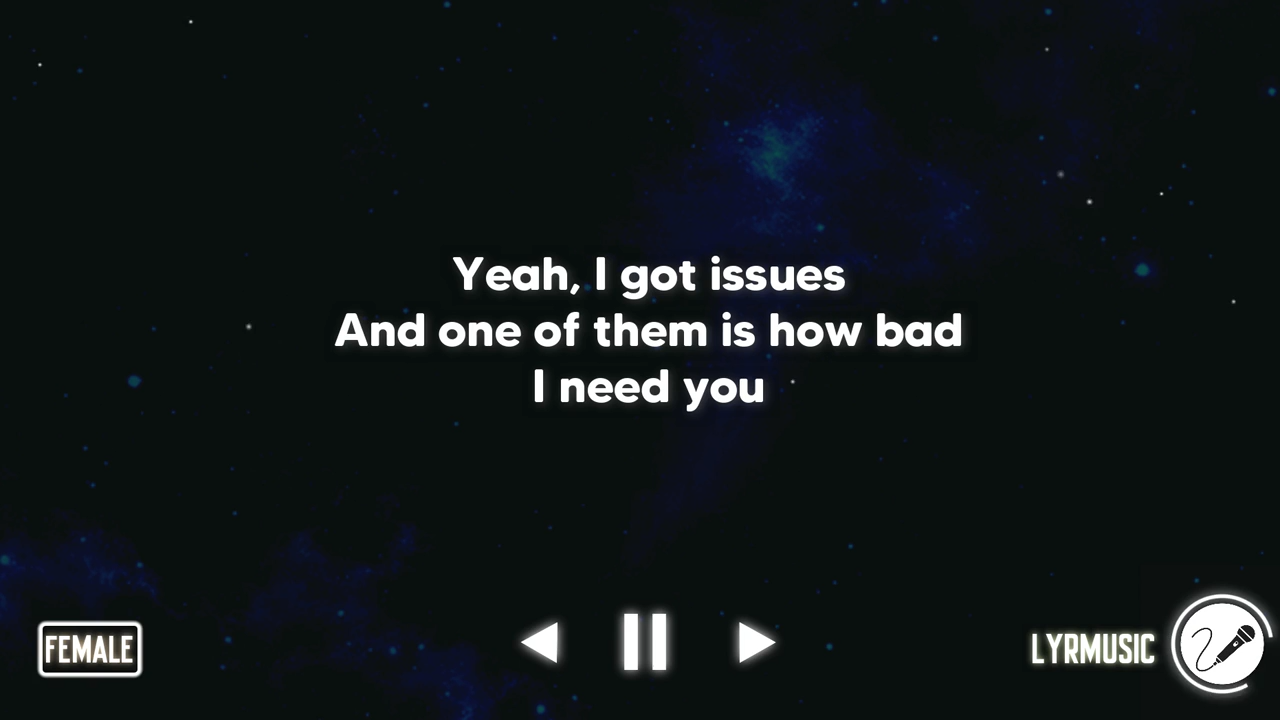 Yeah, I got issues
And one of them is how bad
I need you
FEMALE
LYRMUSIC